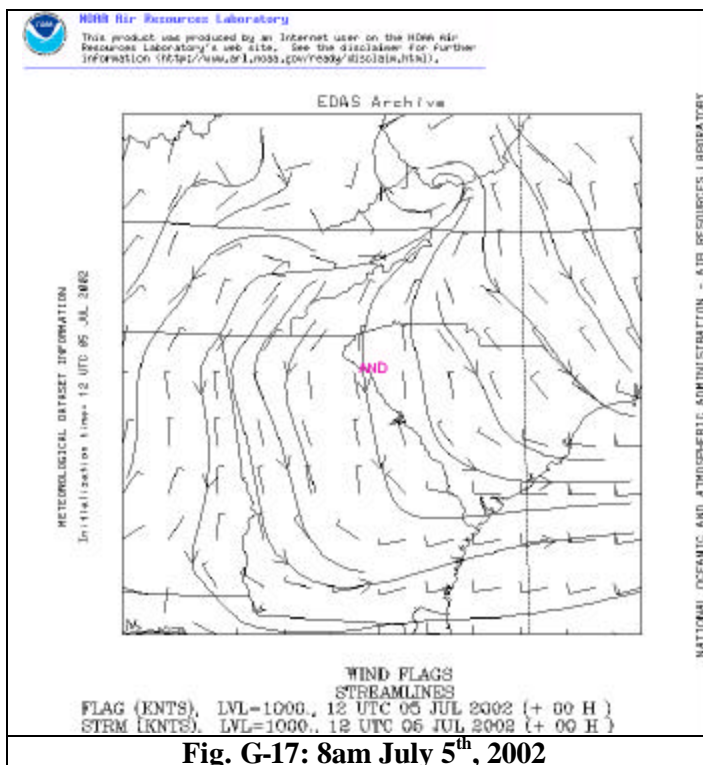 NOAA Air Resources Laboratory
This product was produced by an Internet user on the NOAA Air
Resources Laboratory's web site. See the disclaimer for further
information (http://www.arl.noaa.gov/ready/disclaim.html).
EDAS Archive
METEOROLOGICAL DATASET INFORMATION
Initialization time: 12 UTC 05 JUL 2002
ND
NATIONAL OCEANIC AND ATMOSPHERIC ADMINISTRATION - AIR RESOURCES LABORATORY
WIND FLAGS
STREAMLINES
FLAG (KNTS), LVL=1000., 12 UTC 05 JUL 2002 (+ 00 H)
STRM (KNTS), LVL=1000., 12 UTC 05 JUL 2002 (+ 00 H)
Fig. G-17: 8am July 5th, 2002